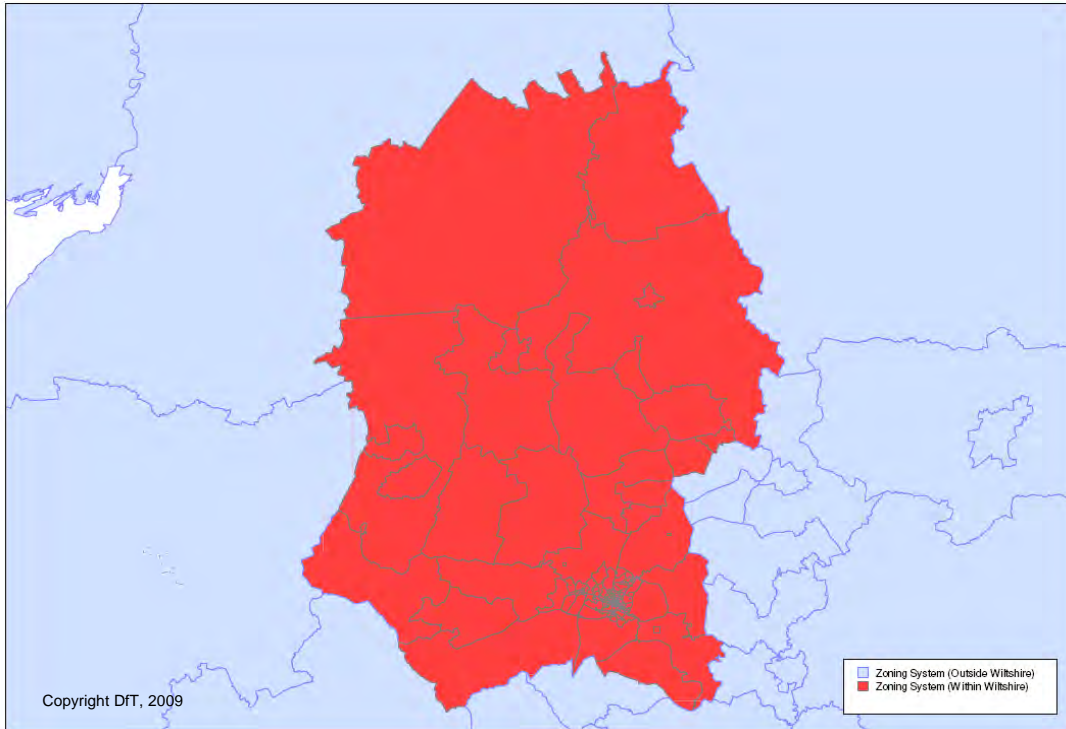 Zoning System (Outside Wiltshire)
Zoning System (Within Wiltshire)
Copyright DfT, 2009